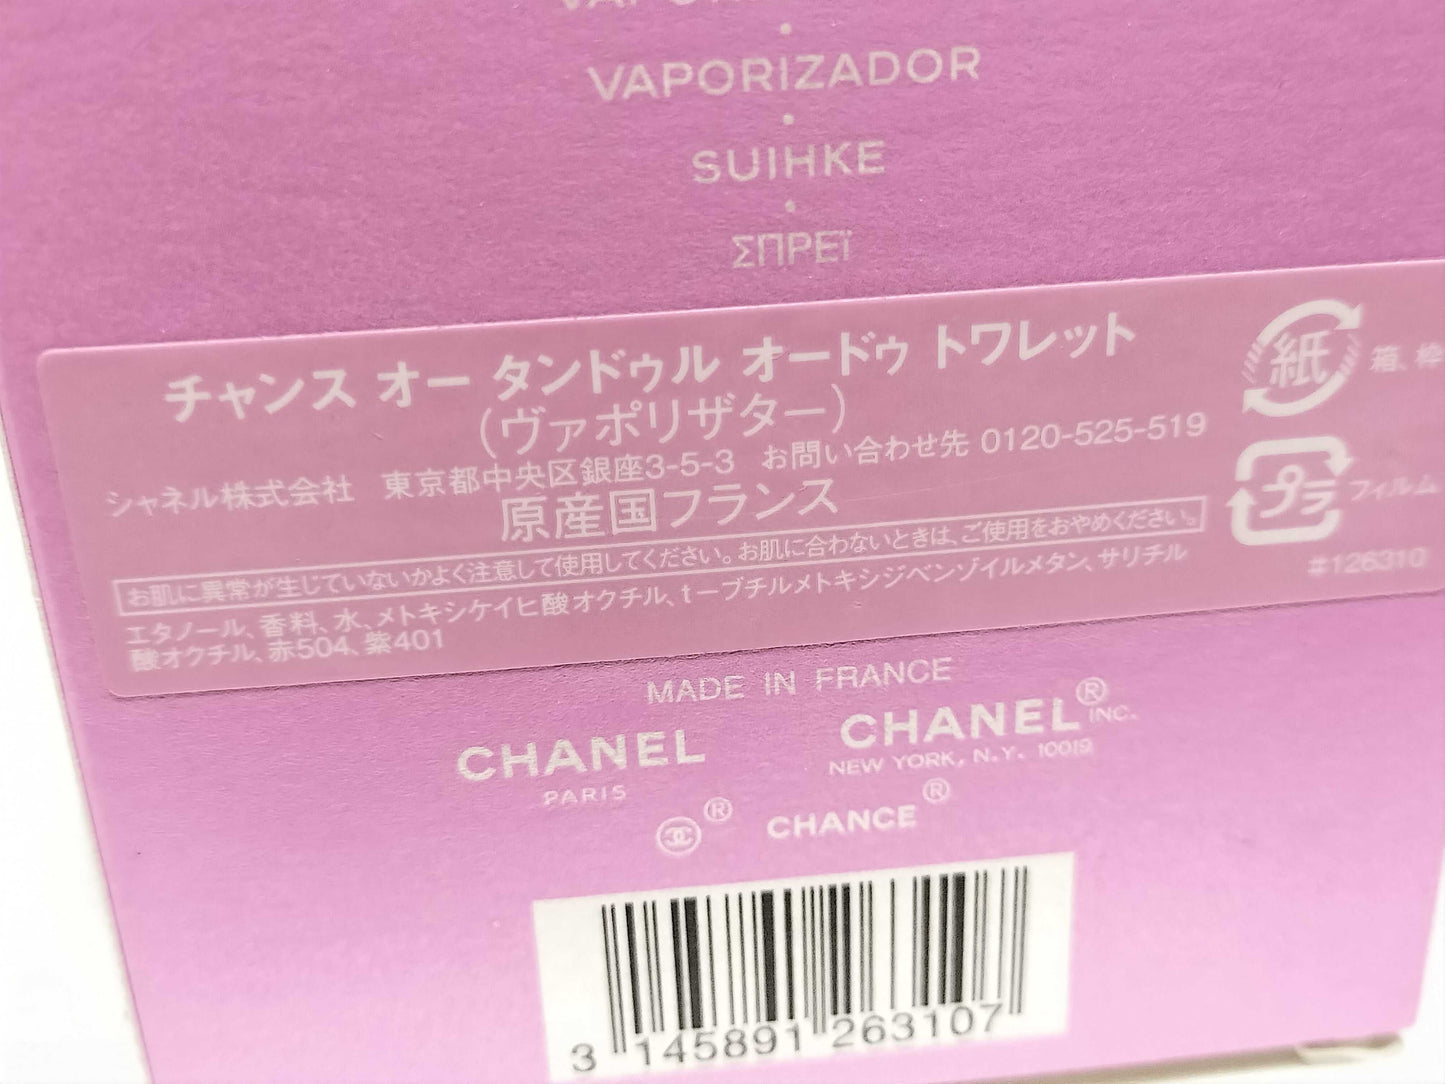 VAPORIZADOR
SUIHKE
ΣΠΡΕΪ
チャンス オー タンドゥル オードゥ トワレット
（ヴァポリザター）
シャネル株式会社 東京都中央区銀座3-5-3 お問い合わせ先 0120-525-519
原産国フランス
お肌に異常が生じていないかよく注意して使用してください。お肌に合わないときは、ご使用をおやめください。
エタノール、香料、水、メトキシケイヒ酸オクチル、t－ブチルメトキシジベンゾイルメタン、サリチル
酸オクチル、赤504、紫401
紙
箱、枠
プラ
フィルム
#126310
MADE IN FRANCE
CHANEL
PARIS
CHANEL® INC.
NEW YORK, N.Y. 10019
® CHANCE®
3 145891 263107